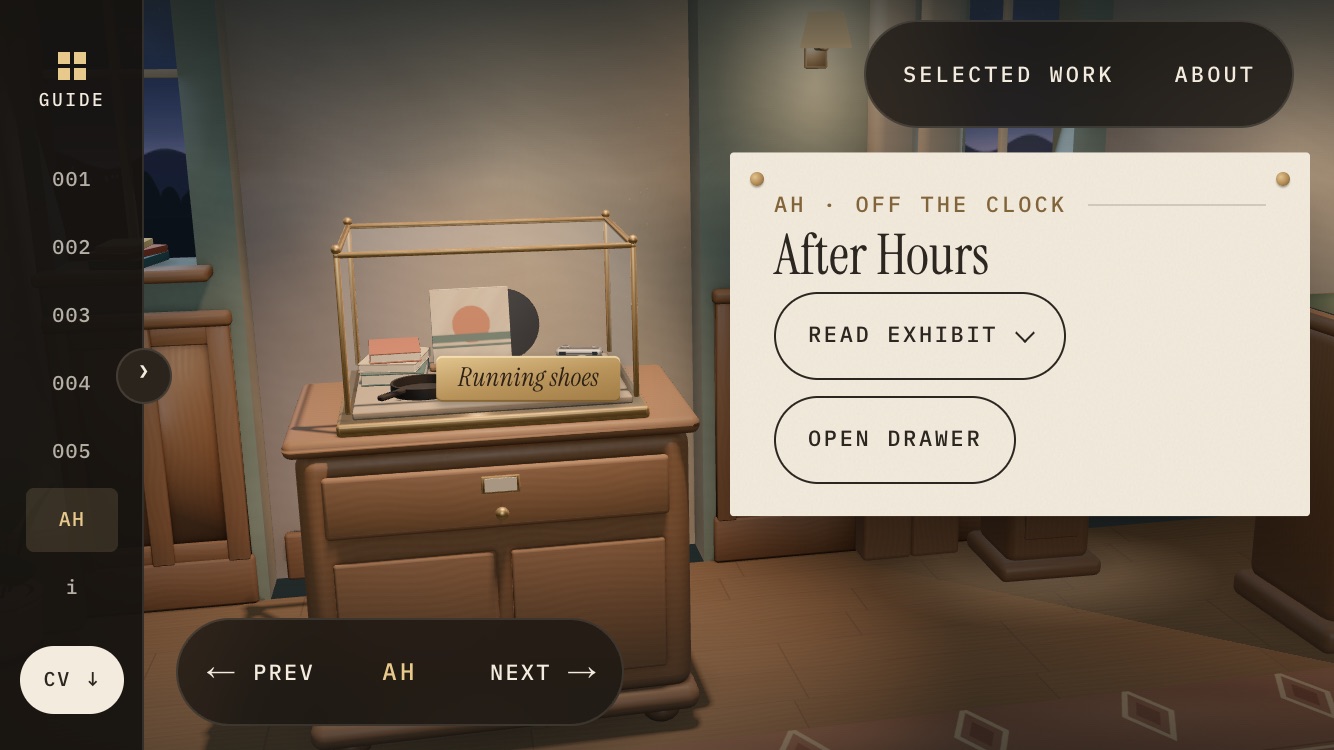 GUIDE
001
002
003
004
005
AH
i
CV ↓
SELECTED WORK
ABOUT
AH · OFF THE CLOCK
After Hours
READ EXHIBIT
OPEN DRAWER
Running shoes
← PREV
AH
NEXT →